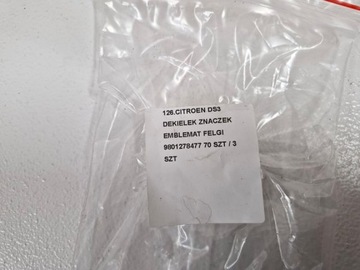 126.CITROEN DS3
DEKIELEK ZNACZEK
EMBLEMAT FELGI
9801278477 70 SZT / 3
SZT